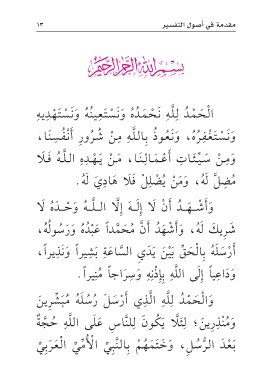 مقدمة في أصول التفسير ١٣
بسم الله الرحمن الرحيم
الْحَمْدُ لِلَّهِ نَحْمَدُهُ وَنَسْتَعِينُهُ وَنَسْتَهْدِيهِ
وَنَسْتَغْفِرُهُ، وَنَعُوذُ بِاللَّهِ مِنْ شُرُورِ أَنْفُسِنَا،
وَمِنْ سَيِّئَاتِ أَعْمَالِنَا، مَنْ يَهْدِهِ اللَّهُ فَلَا
مُضِلَّ لَهُ، وَمَنْ يُضْلِلْ فَلَا هَادِيَ لَهُ.
وَأَشْهَدُ أَنْ لَا إِلَهَ إِلَّا اللَّهُ وَحْدَهُ لَا
شَرِيكَ لَهُ، وَأَشْهَدُ أَنَّ مُحَمَّداً عَبْدُهُ وَرَسُولُهُ،
أَرْسَلَهُ بِالْحَقِّ بَيْنَ يَدَيِ السَّاعَةِ بَشِيراً وَنَذِيراً،
وَدَاعِياً إِلَى اللَّهِ بِإِذْنِهِ وَسِرَاجاً مُنِيراً.
وَالْحَمْدُ لِلَّهِ الَّذِي أَرْسَلَ رُسُلَهُ مُبَشِّرِينَ
وَمُنْذِرِينَ؛ لِئَلَّا يَكُونَ لِلنَّاسِ عَلَى اللَّهِ حُجَّةٌ
بَعْدَ الرُّسُلِ، وَخَتَمَهُمْ بِالنَّبِيِّ الْأُمِّيِّ الْعَرَبِيِّ